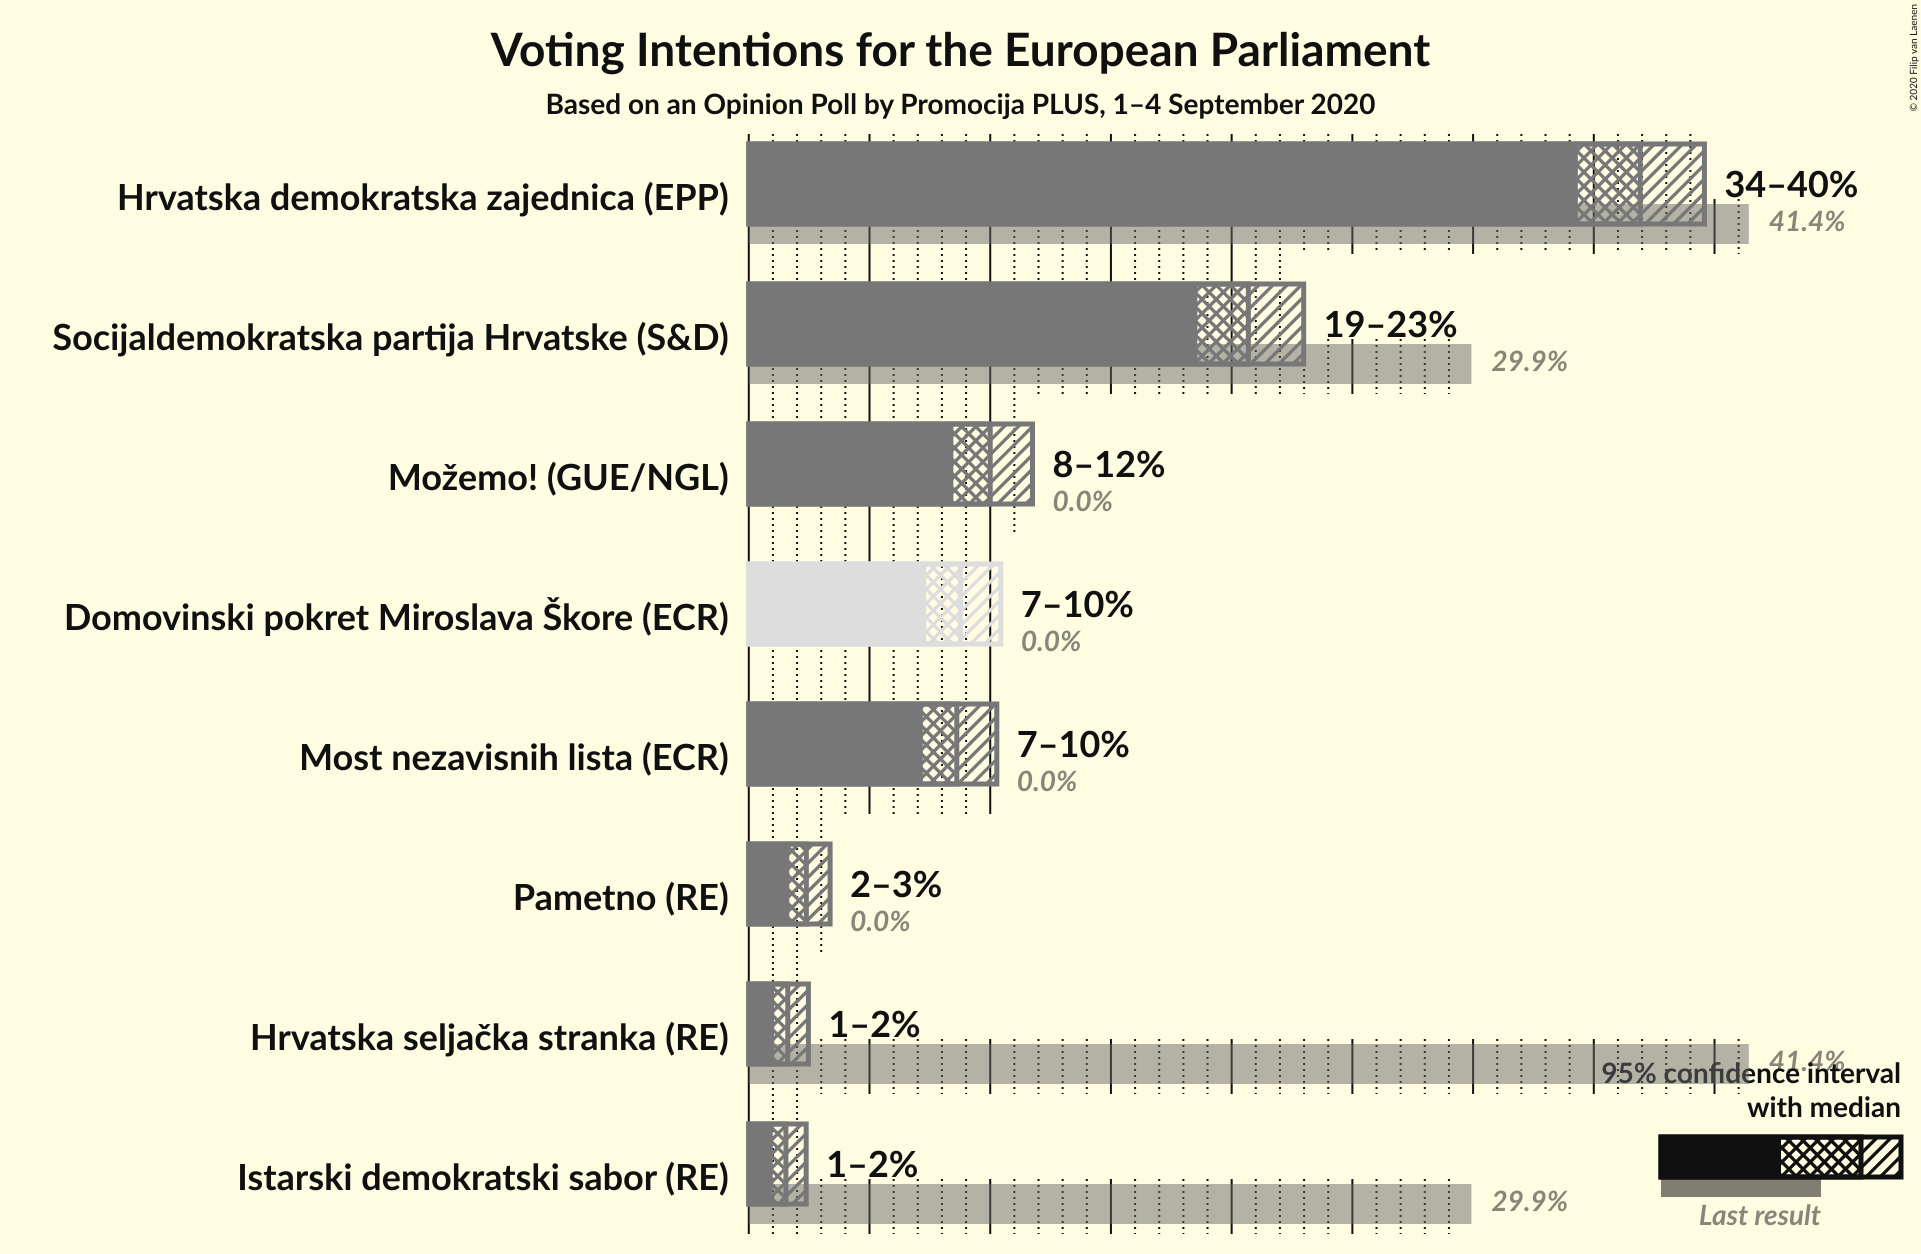 Voting Intentions for the European Parliament
Based on an Opinion Poll by Promocija PLUS, 1–4 September 2020
© 2020 Filip van Laenen
Hrvatska demokratska zajednica (EPP)
34–40%
41.4%
Socijaldemokratska partija Hrvatske (S&D)
19–23%
29.9%
Možemo! (GUE/NGL)
8–12%
0.0%
Domovinski pokret Miroslava Škore (ECR)
7–10%
0.0%
Most nezavisnih lista (ECR)
7–10%
0.0%
Pametno (RE)
2–3%
0.0%
Hrvatska seljačka stranka (RE)
1–2%
41.4%
Istarski demokratski sabor (RE)
1–2%
29.9%
95% confidence interval
with median
Last result